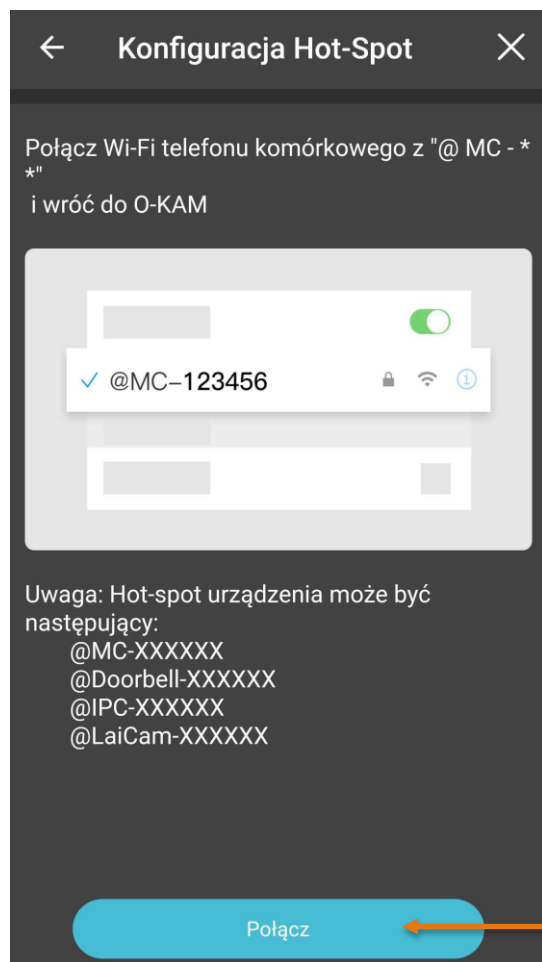 Konfiguracja Hot-Spot
Połącz Wi-Fi telefonu komórkowego z "@ MC - *
*"
i wróć do O-KAM
@MC–123456
Uwaga: Hot-spot urządzenia może być
następujący:
@MC-XXXXXX
@Doorbell-XXXXXX
@IPC-XXXXXX
@LaiCam-XXXXXX
Połącz